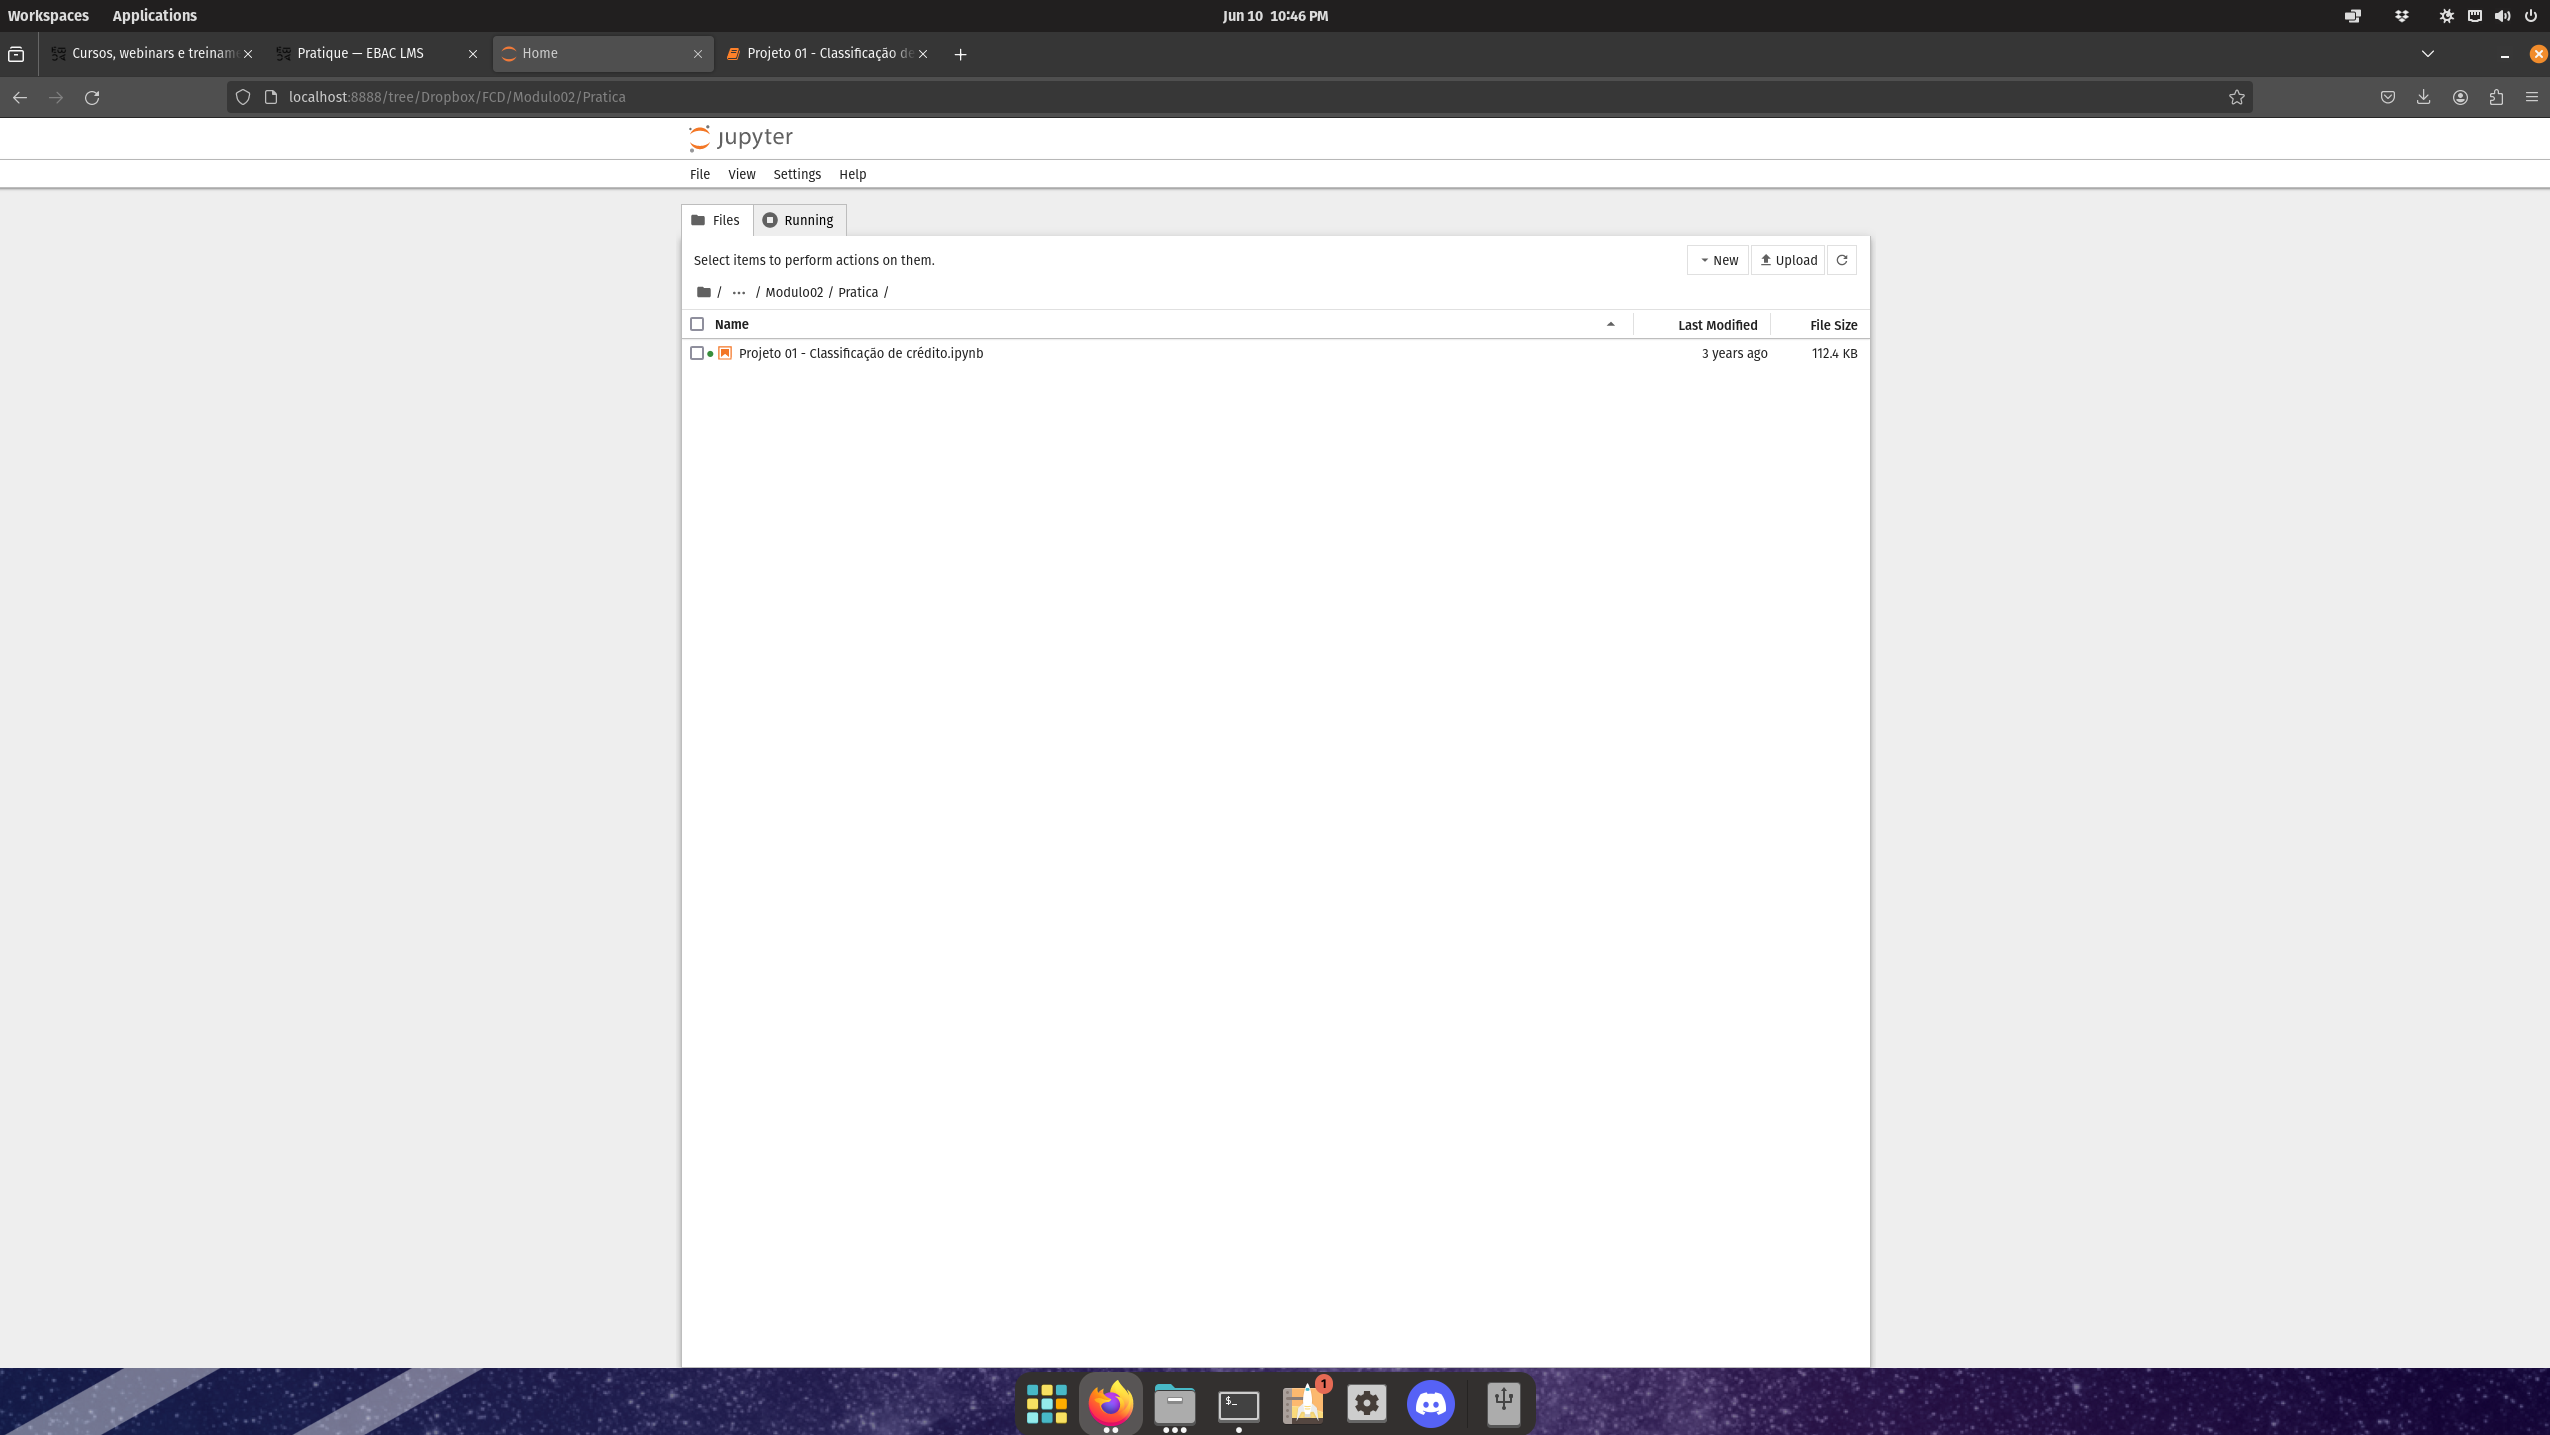 Workspaces Applications Jun 10 10:46 PM
Cursos, webinars e treinam Pratique — EBAC LMS Home Projeto 01 - Classificação de
localhost:8888/tree/Dropbox/FCD/Modulo02/Pratica
jupyter
File View Settings Help
Files Running
Select items to perform actions on them. New Upload
/ ... / Modulo02 / Pratica /
Name Last Modified File Size
Projeto 01 - Classificação de crédito.ipynb 3 years ago 112.4 KB
$_ 1